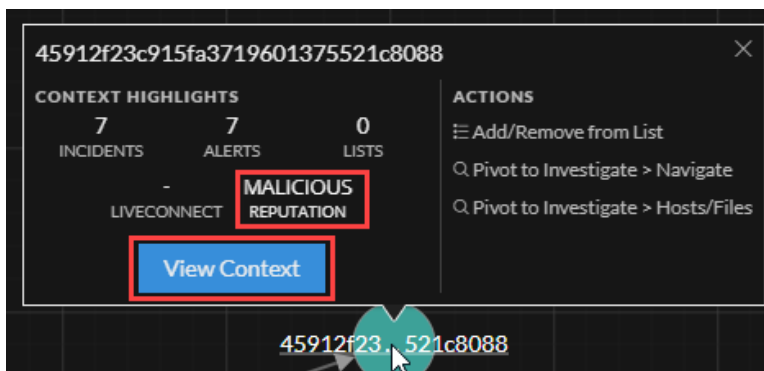 45912f23c915fa3719601375521c8088
CONTEXT HIGHLIGHTS
7 7 0
INCIDENTS ALERTS LISTS
- MALICIOUS
LIVECONNECT REPUTATION
View Context
ACTIONS
Add/Remove from List
Pivot to Investigate > Navigate
Pivot to Investigate > Hosts/Files
45912f23...521c8088